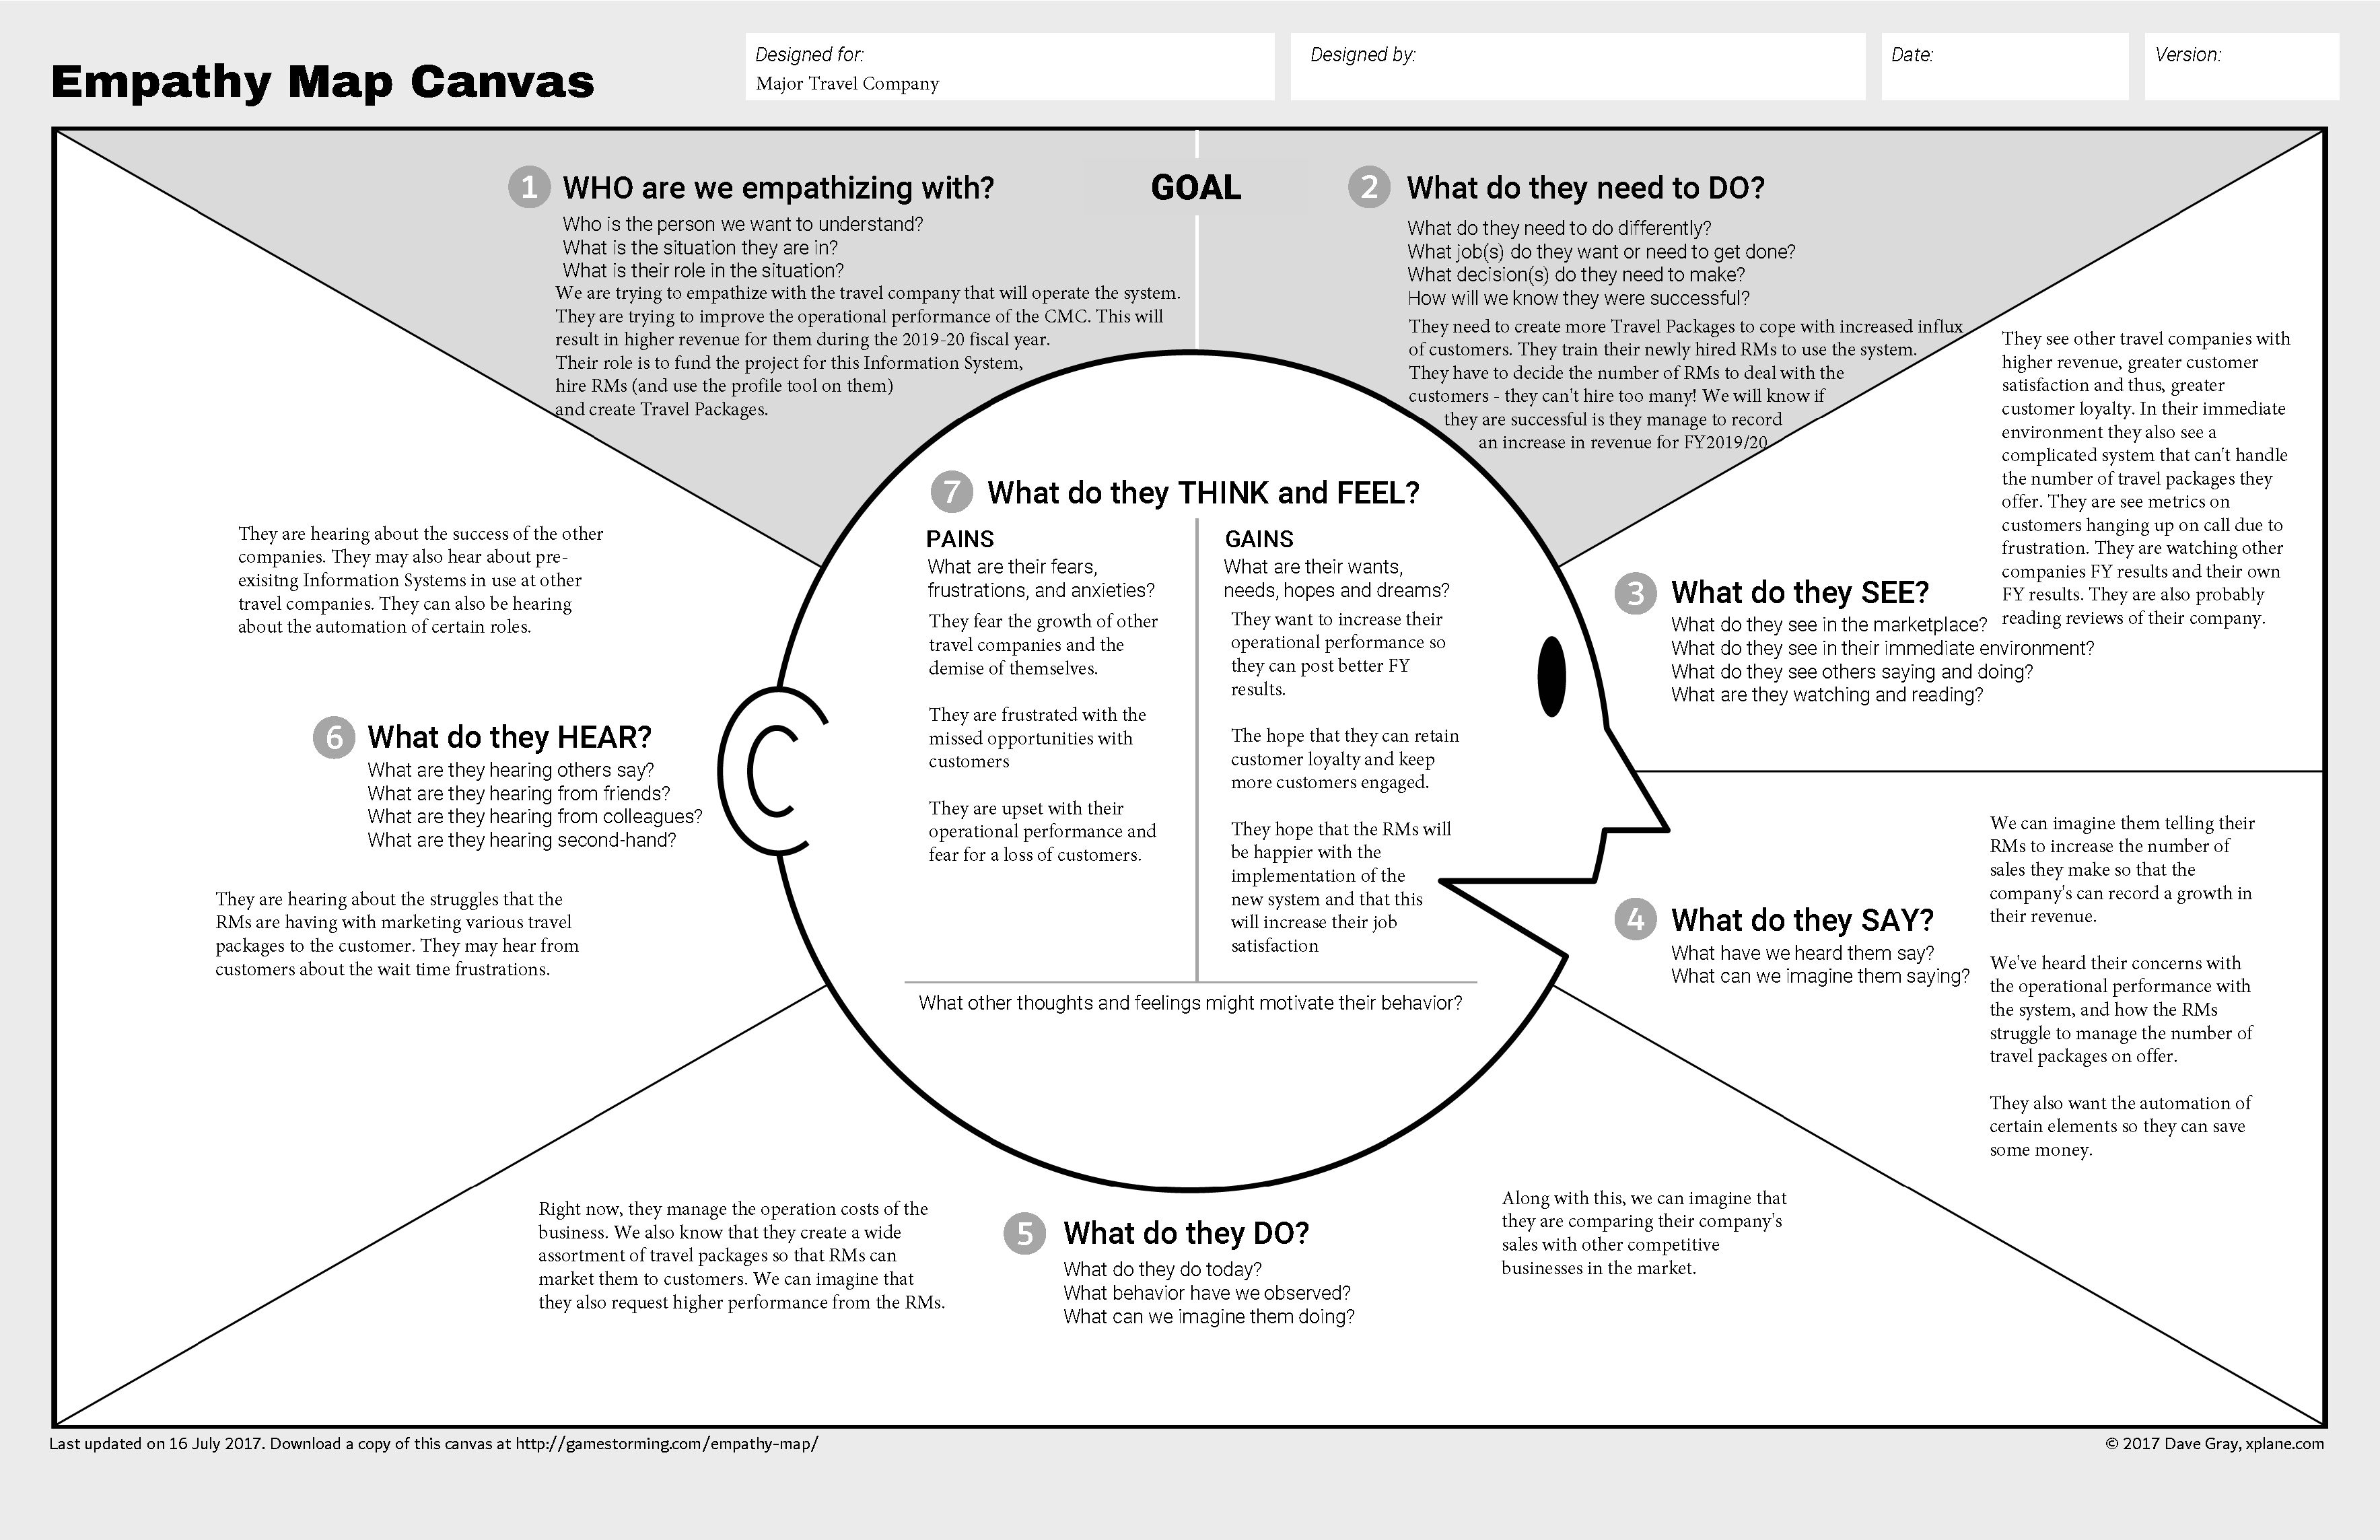 Empathy Map Canvas
Designed for:
Major Travel Company
Designed by:
Date:
Version:
GOAL
1 WHO are we empathizing with?
Who is the person we want to understand?
What is the situation they are in?
What is their role in the situation?
We are trying to empathize with the travel company that will operate the system.
They are trying to improve the operational performance of the CMC. This will
result in higher revenue for them during the 2019-20 fiscal year.
Their role is to fund the project for this Information System,
hire RMs (and use the profile tool on them)
and create Travel Packages.
2 What do they need to DO?
What do they need to do differently?
What job(s) do they want or need to get done?
What decision(s) do they need to make?
How will we know they were successful?
They need to create more Travel Packages to cope with increased influx
of customers. They train their newly hired RMs to use the system.
They have to decide the number of RMs to deal with the
customers - they can't hire too many! We will know if
they are successful is they manage to record
an increase in revenue for FY2019/20
They see other travel companies with
higher revenue, greater customer
satisfaction and thus, greater
customer loyalty. In their immediate
environment they also see a
complicated system that can't handle
the number of travel packages they
offer. They are see metrics on
customers hanging up on call due to
frustration. They are watching other
companies FY results and their own
FY results. They are also probably
reading reviews of their company.
3 What do they SEE?
What do they see in the marketplace?
What do they see in their immediate environment?
What do they see others saying and doing?
What are they watching and reading?
4 What do they SAY?
What have we heard them say?
What can we imagine them saying?
We can imagine them telling their
RMs to increase the number of
sales they make so that the
company's can record a growth in
their revenue.
We've heard their concerns with
the operational performance with
the system, and how the RMs
struggle to manage the number of
travel packages on offer.
They also want the automation of
certain elements so they can save
some money.
5 What do they DO?
What do they do today?
What behavior have we observed?
What can we imagine them doing?
Right now, they manage the operation costs of the
business. We also know that they create a wide
assortment of travel packages so that RMs can
market them to customers. We can imagine that
they also request higher performance from the RMs.
Along with this, we can imagine that
they are comparing their company's
sales with other competitive
businesses in the market.
They are hearing about the success of the other
companies. They may also hear about pre-
exisitng Information Systems in use at other
travel companies. They can also be hearing
about the automation of certain roles.
6 What do they HEAR?
What are they hearing others say?
What are they hearing from friends?
What are they hearing from colleagues?
What are they hearing second-hand?
They are hearing about the struggles that the
RMs are having with marketing various travel
packages to the customer. They may hear from
customers about the wait time frustrations.
7 What do they THINK and FEEL?
PAINS
What are their fears,
frustrations, and anxieties?
They fear the growth of other
travel companies and the
demise of themselves.
They are frustrated with the
missed opportunities with
customers
They are upset with their
operational performance and
fear for a loss of customers.
GAINS
What are their wants,
needs, hopes and dreams?
They want to increase their
operational performance so
they can post better FY
results.
The hope that they can retain
customer loyalty and keep
more customers engaged.
They hope that the RMs will
be happier with the
implementation of the
new system and that this
will increase their job
satisfaction
What other thoughts and feelings might motivate their behavior?
Last updated on 16 July 2017. Download a copy of this canvas at http://gamestorming.com/empathy-map/
© 2017 Dave Gray, xplane.com